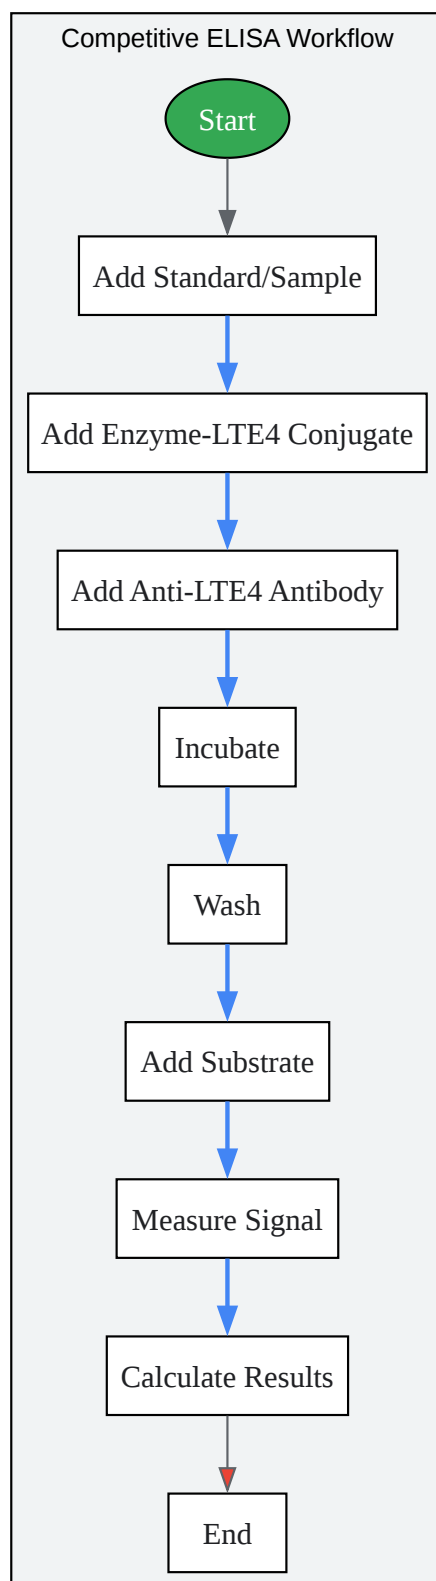 Competitive ELISA Workflow
Start
Add Standard/Sample
Add Enzyme-LTE4 Conjugate
Add Anti-LTE4 Antibody
Incubate
Wash
Add Substrate
Measure Signal
Calculate Results
End